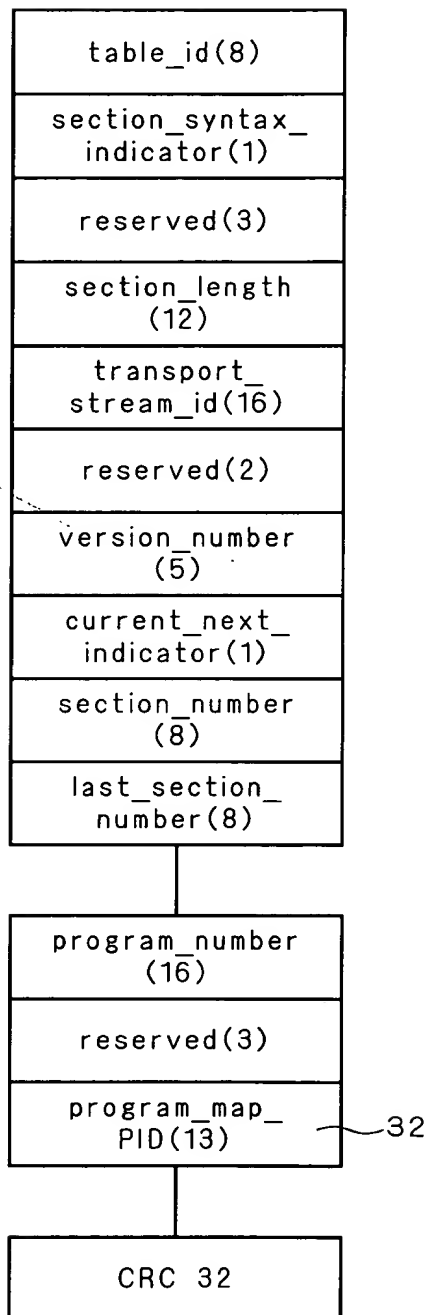 table_id(8)
section_syntax_
indicator(1)
reserved(3)
section_length
(12)
transport_
stream_id(16)
reserved(2)
version_number
(5)
current_next_
indicator(1)
section_number
(8)
last_section_
number(8)
program_number
(16)
reserved(3)
program_map_
PID(13)
32
CRC 32